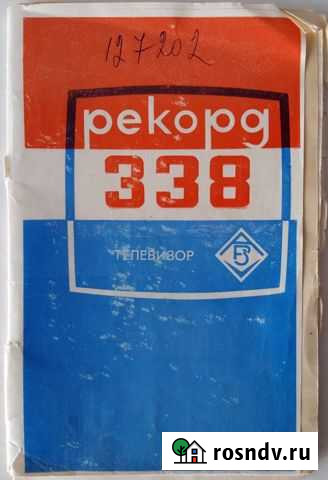 127202
рекорд
338
ТЕЛЕВИЗОР
rosndv.ru